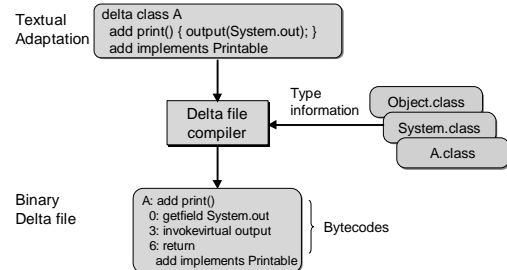 Textual
Adaptation
delta class A
add print() { output(System.out); }
add implements Printable
Delta file
compiler
Type
information
Object.class
System.class
A.class
Binary
Delta file
A: add print()
0: getfield System.out
3: invokevirtual output
6: return
add implements Printable
Bytecodes